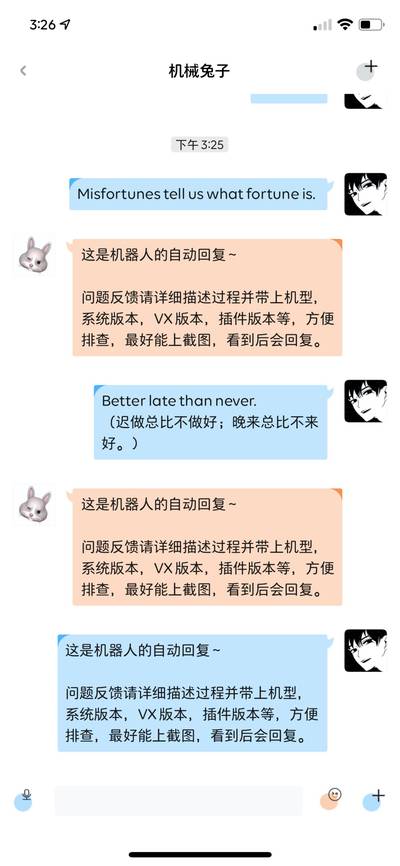 3:26
机械兔子
下午 3:25
Misfortunes tell us what fortune is.
这是机器人的自动回复~
问题反馈请详细描述过程并带上机型，
系统版本，VX 版本，插件版本等，方便
排查，最好能上截图，看到后会回复。
Better late than never.
（迟做总比不做好；晚来总比不来
好。）
这是机器人的自动回复~
问题反馈请详细描述过程并带上机型，
系统版本，VX 版本，插件版本等，方便
排查，最好能上截图，看到后会回复。
这是机器人的自动回复~
问题反馈请详细描述过程并带上机型，
系统版本，VX 版本，插件版本等，方便
排查，最好能上截图，看到后会回复。